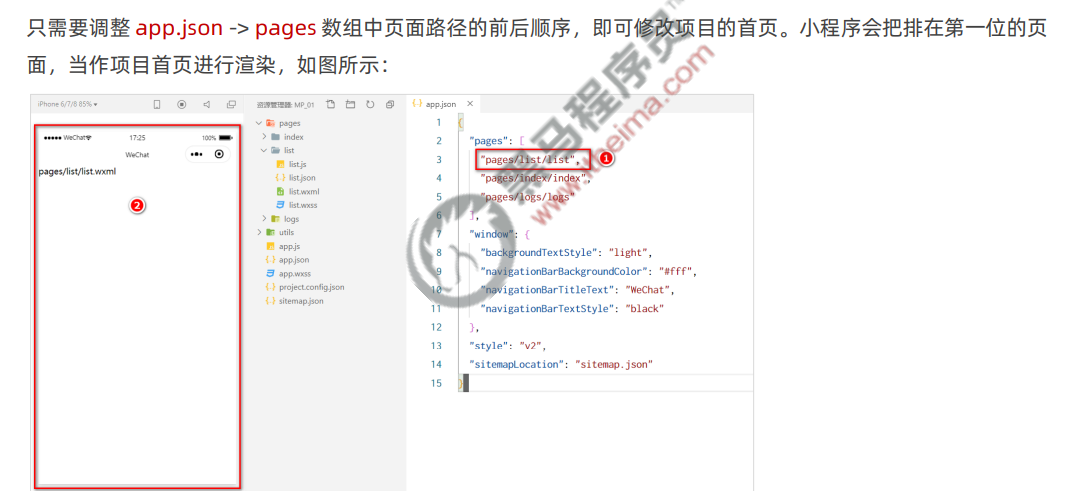 只需要调整 app.json -> pages 数组中页面路径的前后顺序，即可修改项目的首页。小程序会把排在第一位的页
面，当作项目首页进行渲染，如图所示：
iPhone 6/7/8 85%
WeChat 17:25 100%
WeChat
pages/list/list.wxml
2
资源管理器: MP_01
pages
index
list
list.js
list.json
list.wxml
list.wxss
logs
utils
app.js
app.json
app.wxss
project.config.json
sitemap.json
app.json
1 {
2 "pages": [
3 "pages/list/list", 1
4 "pages/index/index",
5 "pages/logs/logs"
6 ],
7 "window": {
8 "backgroundTextStyle": "light",
9 "navigationBarBackgroundColor": "#fff",
10 "navigationBarTitleText": "WeChat",
11 "navigationBarTextStyle": "black"
12 },
13 "style": "v2",
14 "sitemapLocation": "sitemap.json"
15 }
黑马程序员
www.itheima.com